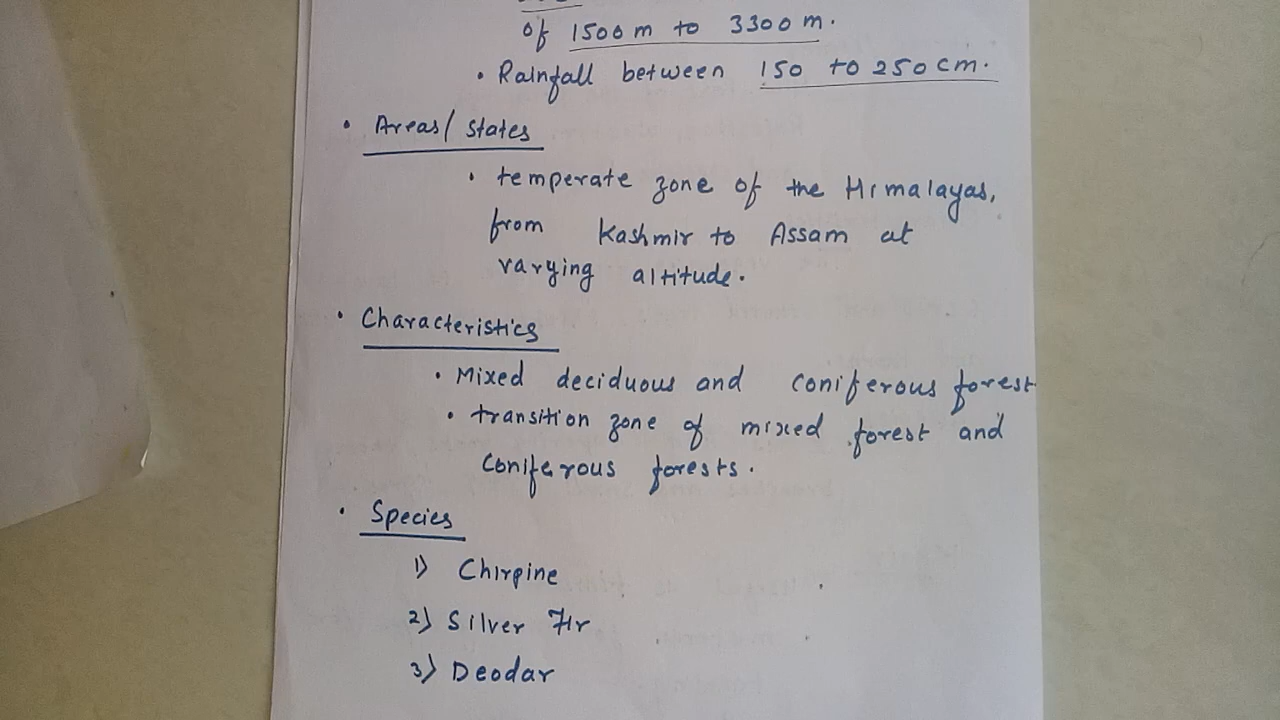 of 1500 m to 3300 m.
• Rainfall between 150 to 250 cm.
• Areas/ States
• temperate zone of the Himalayas,
from Kashmir to Assam at
varying altitude.
• Characteristics
• Mixed deciduous and coniferous forest
• transition zone of mixed forest and
coniferous forests.
• Species
1) Chirpine
2) Silver Fir
3) Deodar